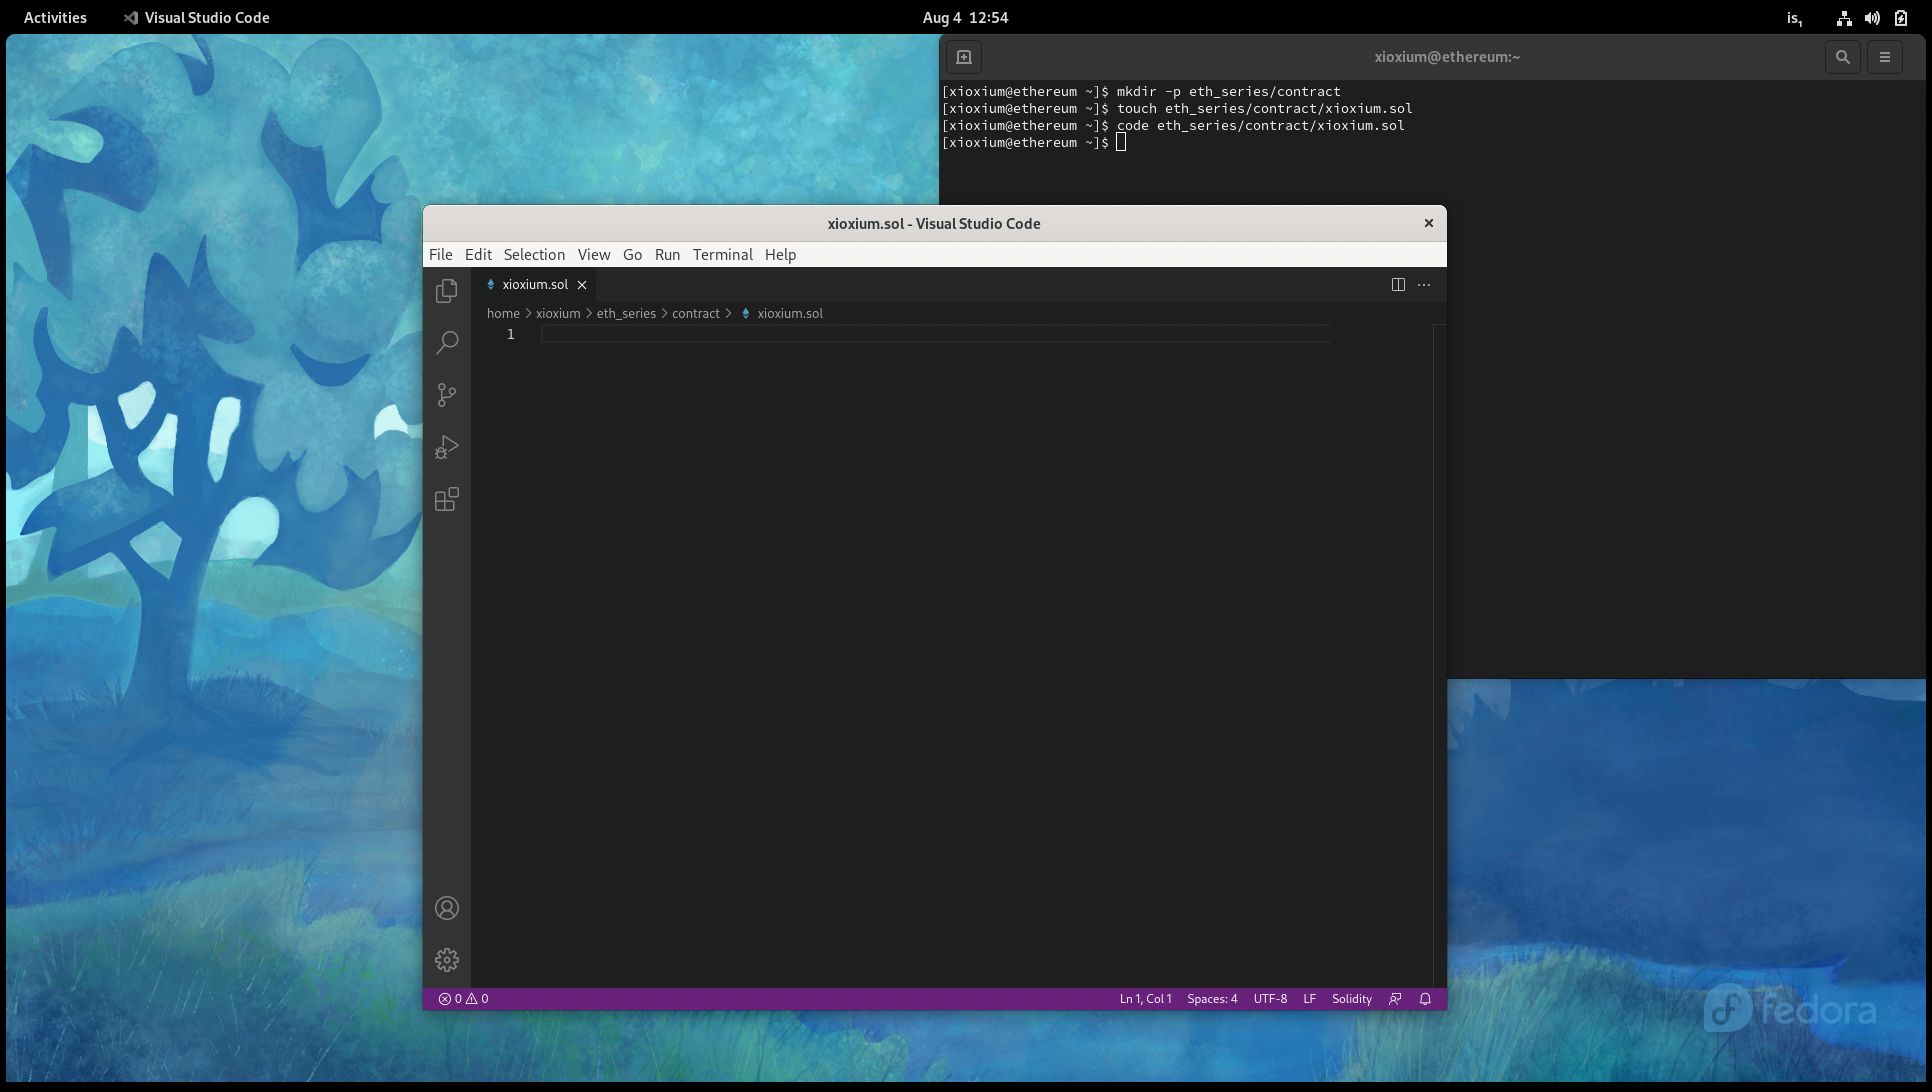 Activities Visual Studio Code Aug 4 12:54 is₁
xioxium@ethereum:~
[xioxium@ethereum ~]$ mkdir -p eth_series/contract
[xioxium@ethereum ~]$ touch eth_series/contract/xioxium.sol
[xioxium@ethereum ~]$ code eth_series/contract/xioxium.sol
[xioxium@ethereum ~]$
xioxium.sol - Visual Studio Code
File Edit Selection View Go Run Terminal Help
xioxium.sol
home > xioxium > eth_series > contract > xioxium.sol
1
0 0 Ln 1, Col 1 Spaces: 4 UTF-8 LF Solidity
fedora